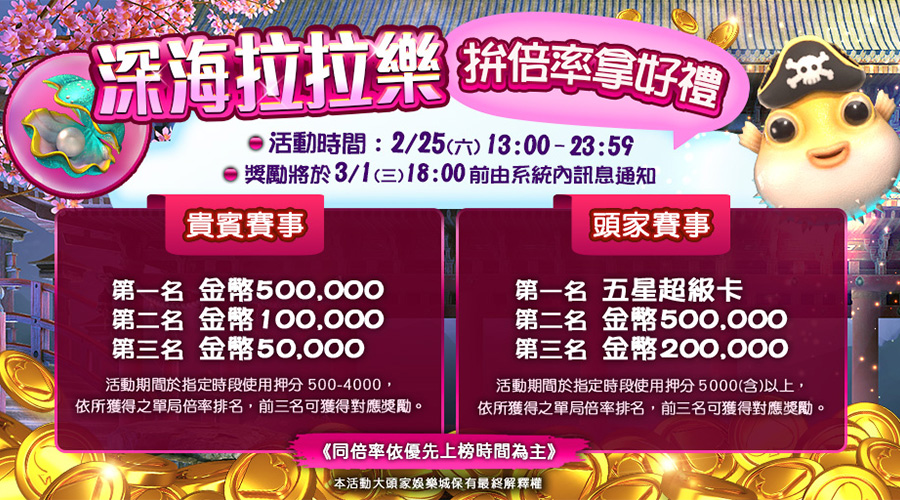 深海拉拉樂
拚倍率拿好禮
活動時間：2/25(六) 13:00 - 23:59
獎勵將於 3/1(三)18:00 前由系統內訊息通知
貴賓賽事
第一名 金幣500,000
第二名 金幣100,000
第三名 金幣50,000
活動期間於指定時段使用押分 500-4000，
依所獲得之單局倍率排名，前三名可獲得對應獎勵。
頭家賽事
第一名 五星超級卡
第二名 金幣500,000
第三名 金幣200,000
活動期間於指定時段使用押分 5000(含)以上，
依所獲得之單局倍率排名，前三名可獲得對應獎勵。
《同倍率依優先上榜時間為主》
本活動大頭家娛樂城保有最終解釋權